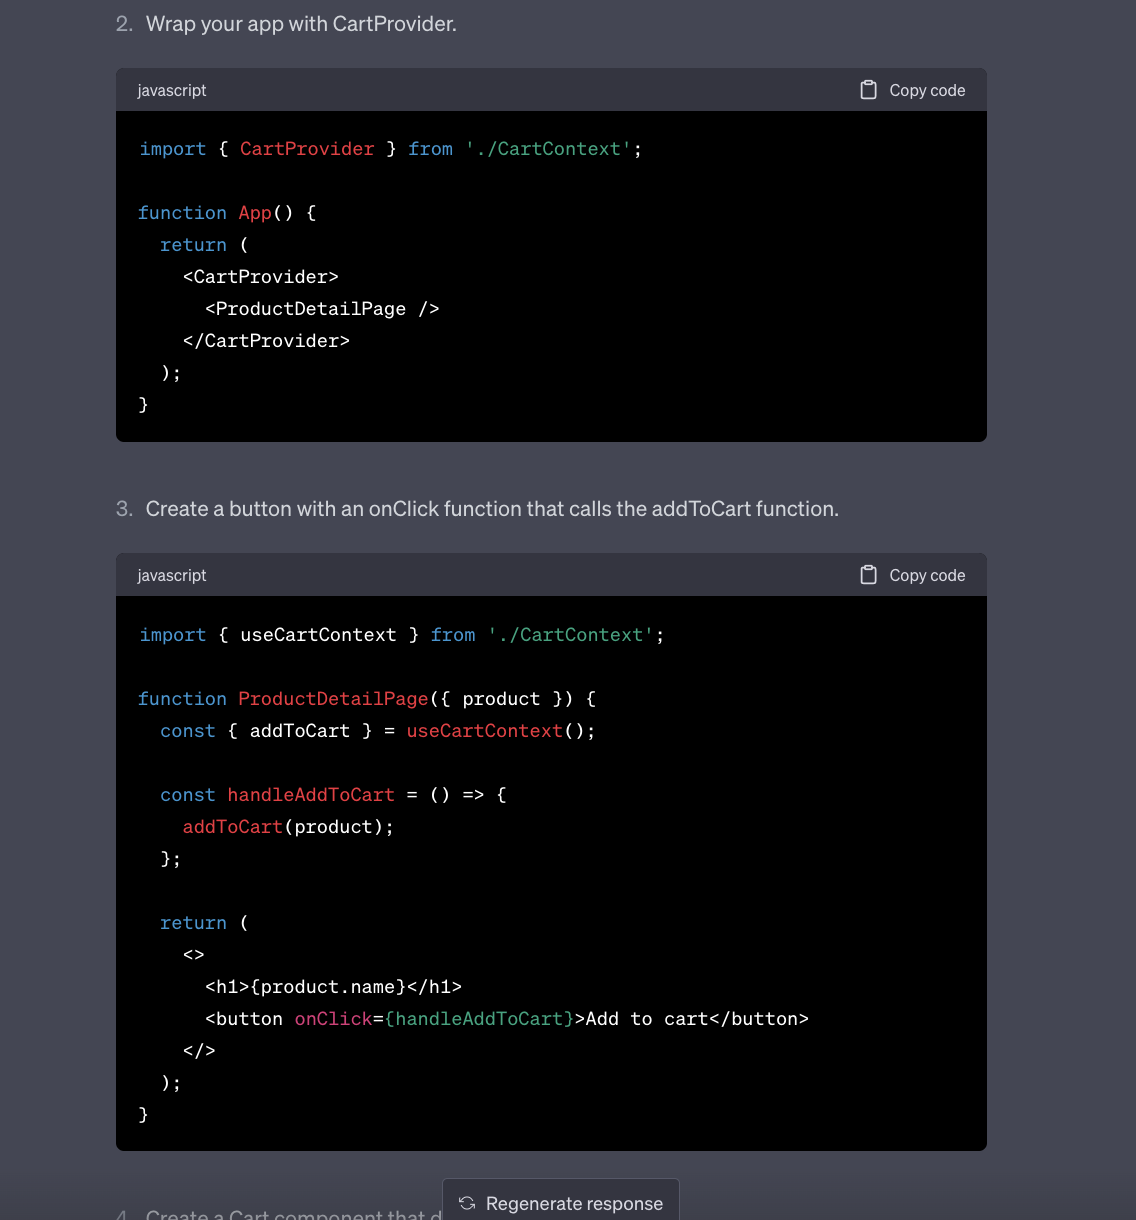 2. Wrap your app with CartProvider.
javascript
Copy code
import { CartProvider } from './CartContext';
function App() {
  return (
    <CartProvider>
      <ProductDetailPage />
    </CartProvider>
  );
}
3. Create a button with an onClick function that calls the addToCart function.
javascript
Copy code
import { useCartContext } from './CartContext';
function ProductDetailPage({ product }) {
  const { addToCart } = useCartContext();
  const handleAddToCart = () => {
    addToCart(product);
  };
  return (
    <>
      <h1>{product.name}</h1>
      <button onClick={handleAddToCart}>Add to cart</button>
    </>
  );
}
4. Create a Cart component that
Regenerate response